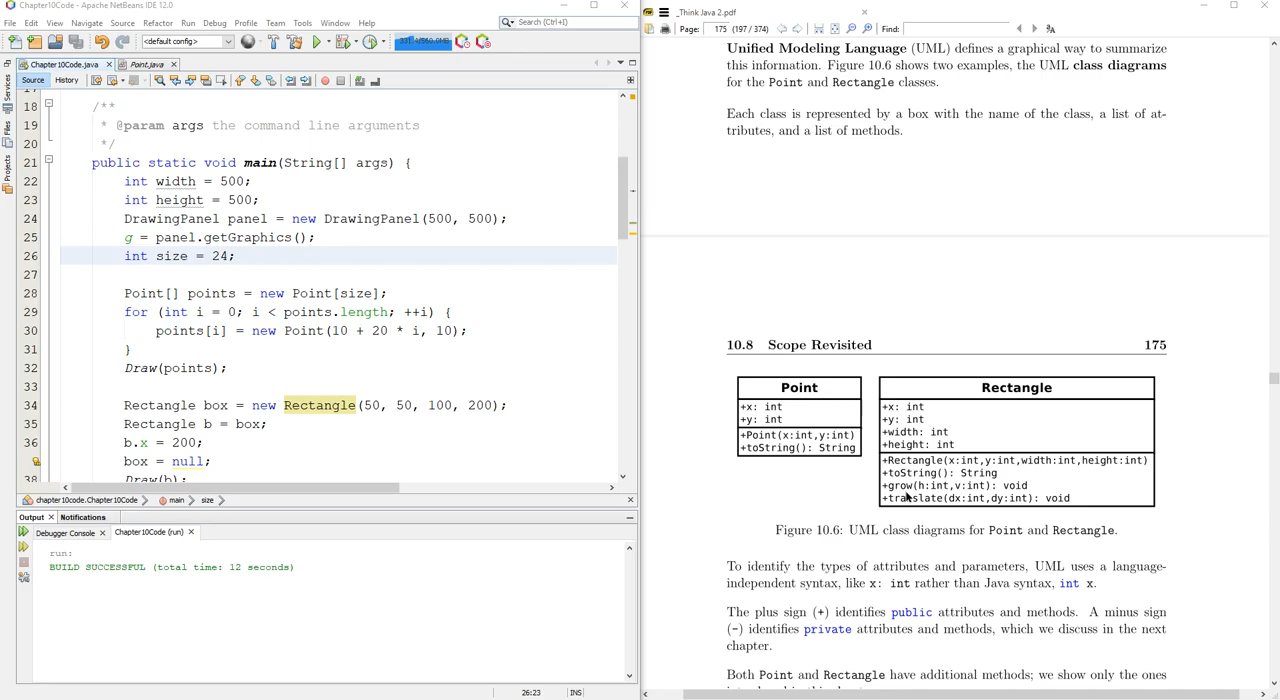 Chapter10Code - Apache NetBeans IDE 12.0
File Edit View Navigate Source Refactor Run Debug Profile Team Tools Window Help
Search (Ctrl+I)
<default config>
Chapter10Code.java
Point.java
Source History
Services
Files
Projects
18 /**
19 * @param args the command line arguments
20 */
21 public static void main(String[] args) {
22 int width = 500;
23 int height = 500;
24 DrawingPanel panel = new DrawingPanel(500, 500);
25 g = panel.getGraphics();
26 int size = 24;
27
28 Point[] points = new Point[size];
29 for (int i = 0; i < points.length; ++i) {
30 points[i] = new Point(10 + 20 * i, 10);
31 }
32 Draw(points);
33
34 Rectangle box = new Rectangle(50, 50, 100, 200);
35 Rectangle b = box;
36 b.x = 200;
box = null;
38 Draw(b);
chapter10code.Chapter10Code main size
Output Notifications
Debugger Console Chapter10Code (run)
run:
BUILD SUCCESSFUL (total time: 12 seconds)
26:23 INS
_Think Java 2.pdf
Page: 175 (197 / 374) Find:
Unified Modeling Language (UML) defines a graphical way to summarize
this information. Figure 10.6 shows two examples, the UML class diagrams
for the Point and Rectangle classes.
Each class is represented by a box with the name of the class, a list of at-
tributes, and a list of methods.
10.8 Scope Revisited 175
Point
+x: int
+y: int
+Point(x:int,y:int)
+toString(): String
Rectangle
+x: int
+y: int
+width: int
+height: int
+Rectangle(x:int,y:int,width:int,height:int)
+toString(): String
+grow(h:int,v:int): void
+translate(dx:int,dy:int): void
Figure 10.6: UML class diagrams for Point and Rectangle.
To identify the types of attributes and parameters, UML uses a language-
independent syntax, like x: int rather than Java syntax, int x.
The plus sign (+) identifies public attributes and methods. A minus sign
(-) identifies private attributes and methods, which we discuss in the next
chapter.
Both Point and Rectangle have additional methods; we show only the ones